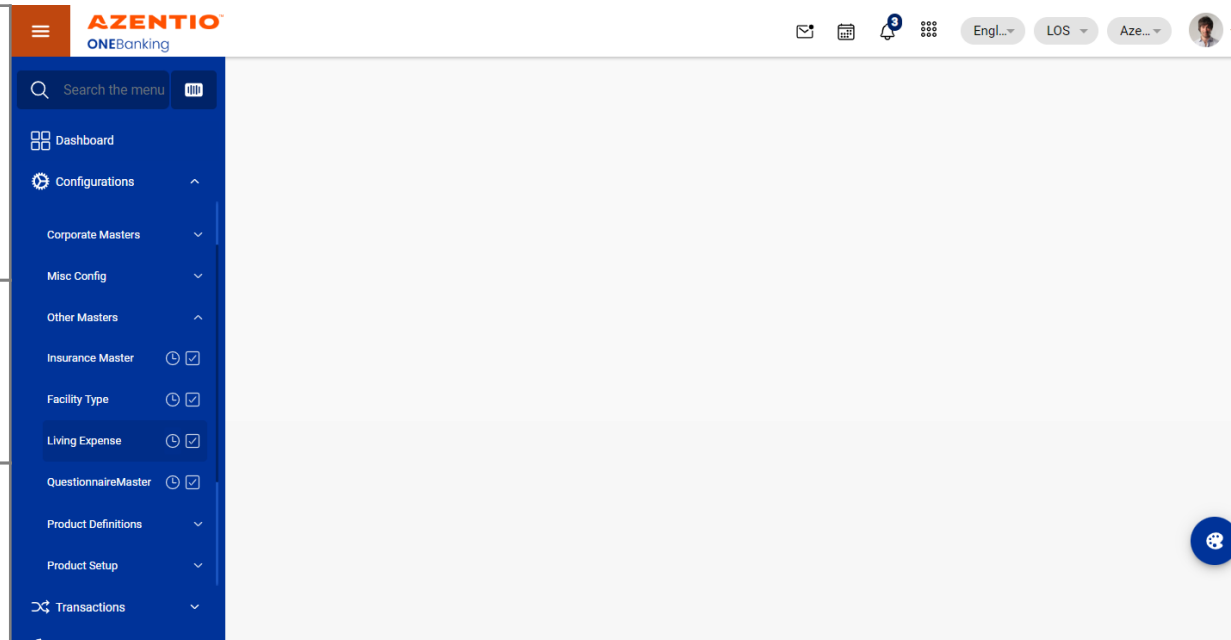 AZENTIO
ONEBanking
3
Engl...
LOS
Aze...
Search the menu
Dashboard
Configurations
Corporate Masters
Misc Config
Other Masters
Insurance Master
Facility Type
Living Expense
QuestionnaireMaster
Product Definitions
Product Setup
Transactions